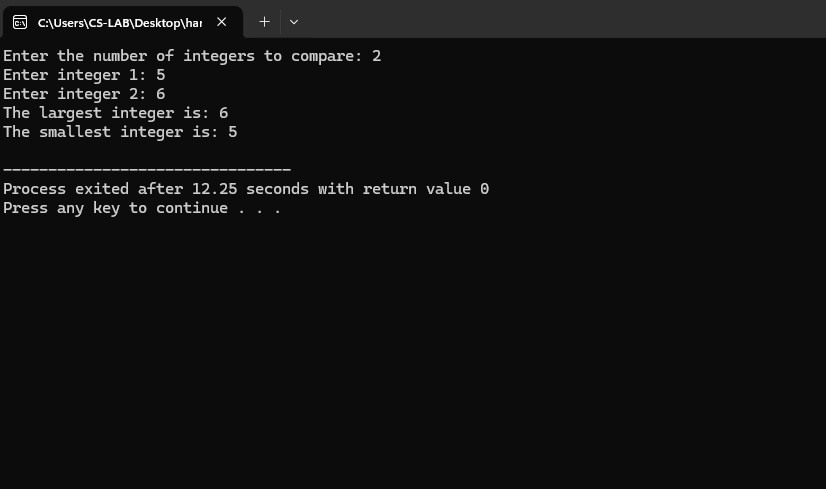 C:\Users\CS-LAB\Desktop\har
Enter the number of integers to compare: 2
Enter integer 1: 5
Enter integer 2: 6
The largest integer is: 6
The smallest integer is: 5
--------------------------------
Process exited after 12.25 seconds with return value 0
Press any key to continue . . .